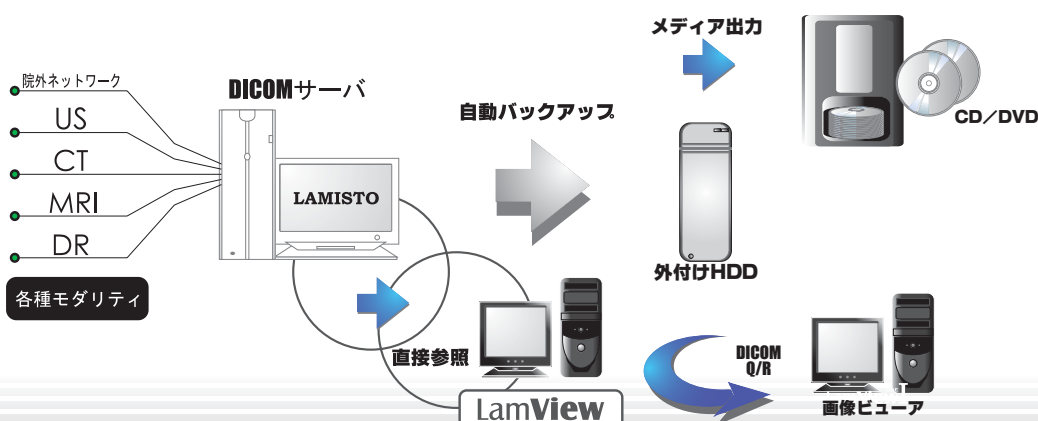 院外ネットワーク
US
CT
MRI
DR
各種モダリティ
DICOMサーバ
LAMISTO
自動バックアップ
メディア出力
CD／DVD
外付けHDD
直接参照
LamView
DICOM
Q/R
画像ビューア